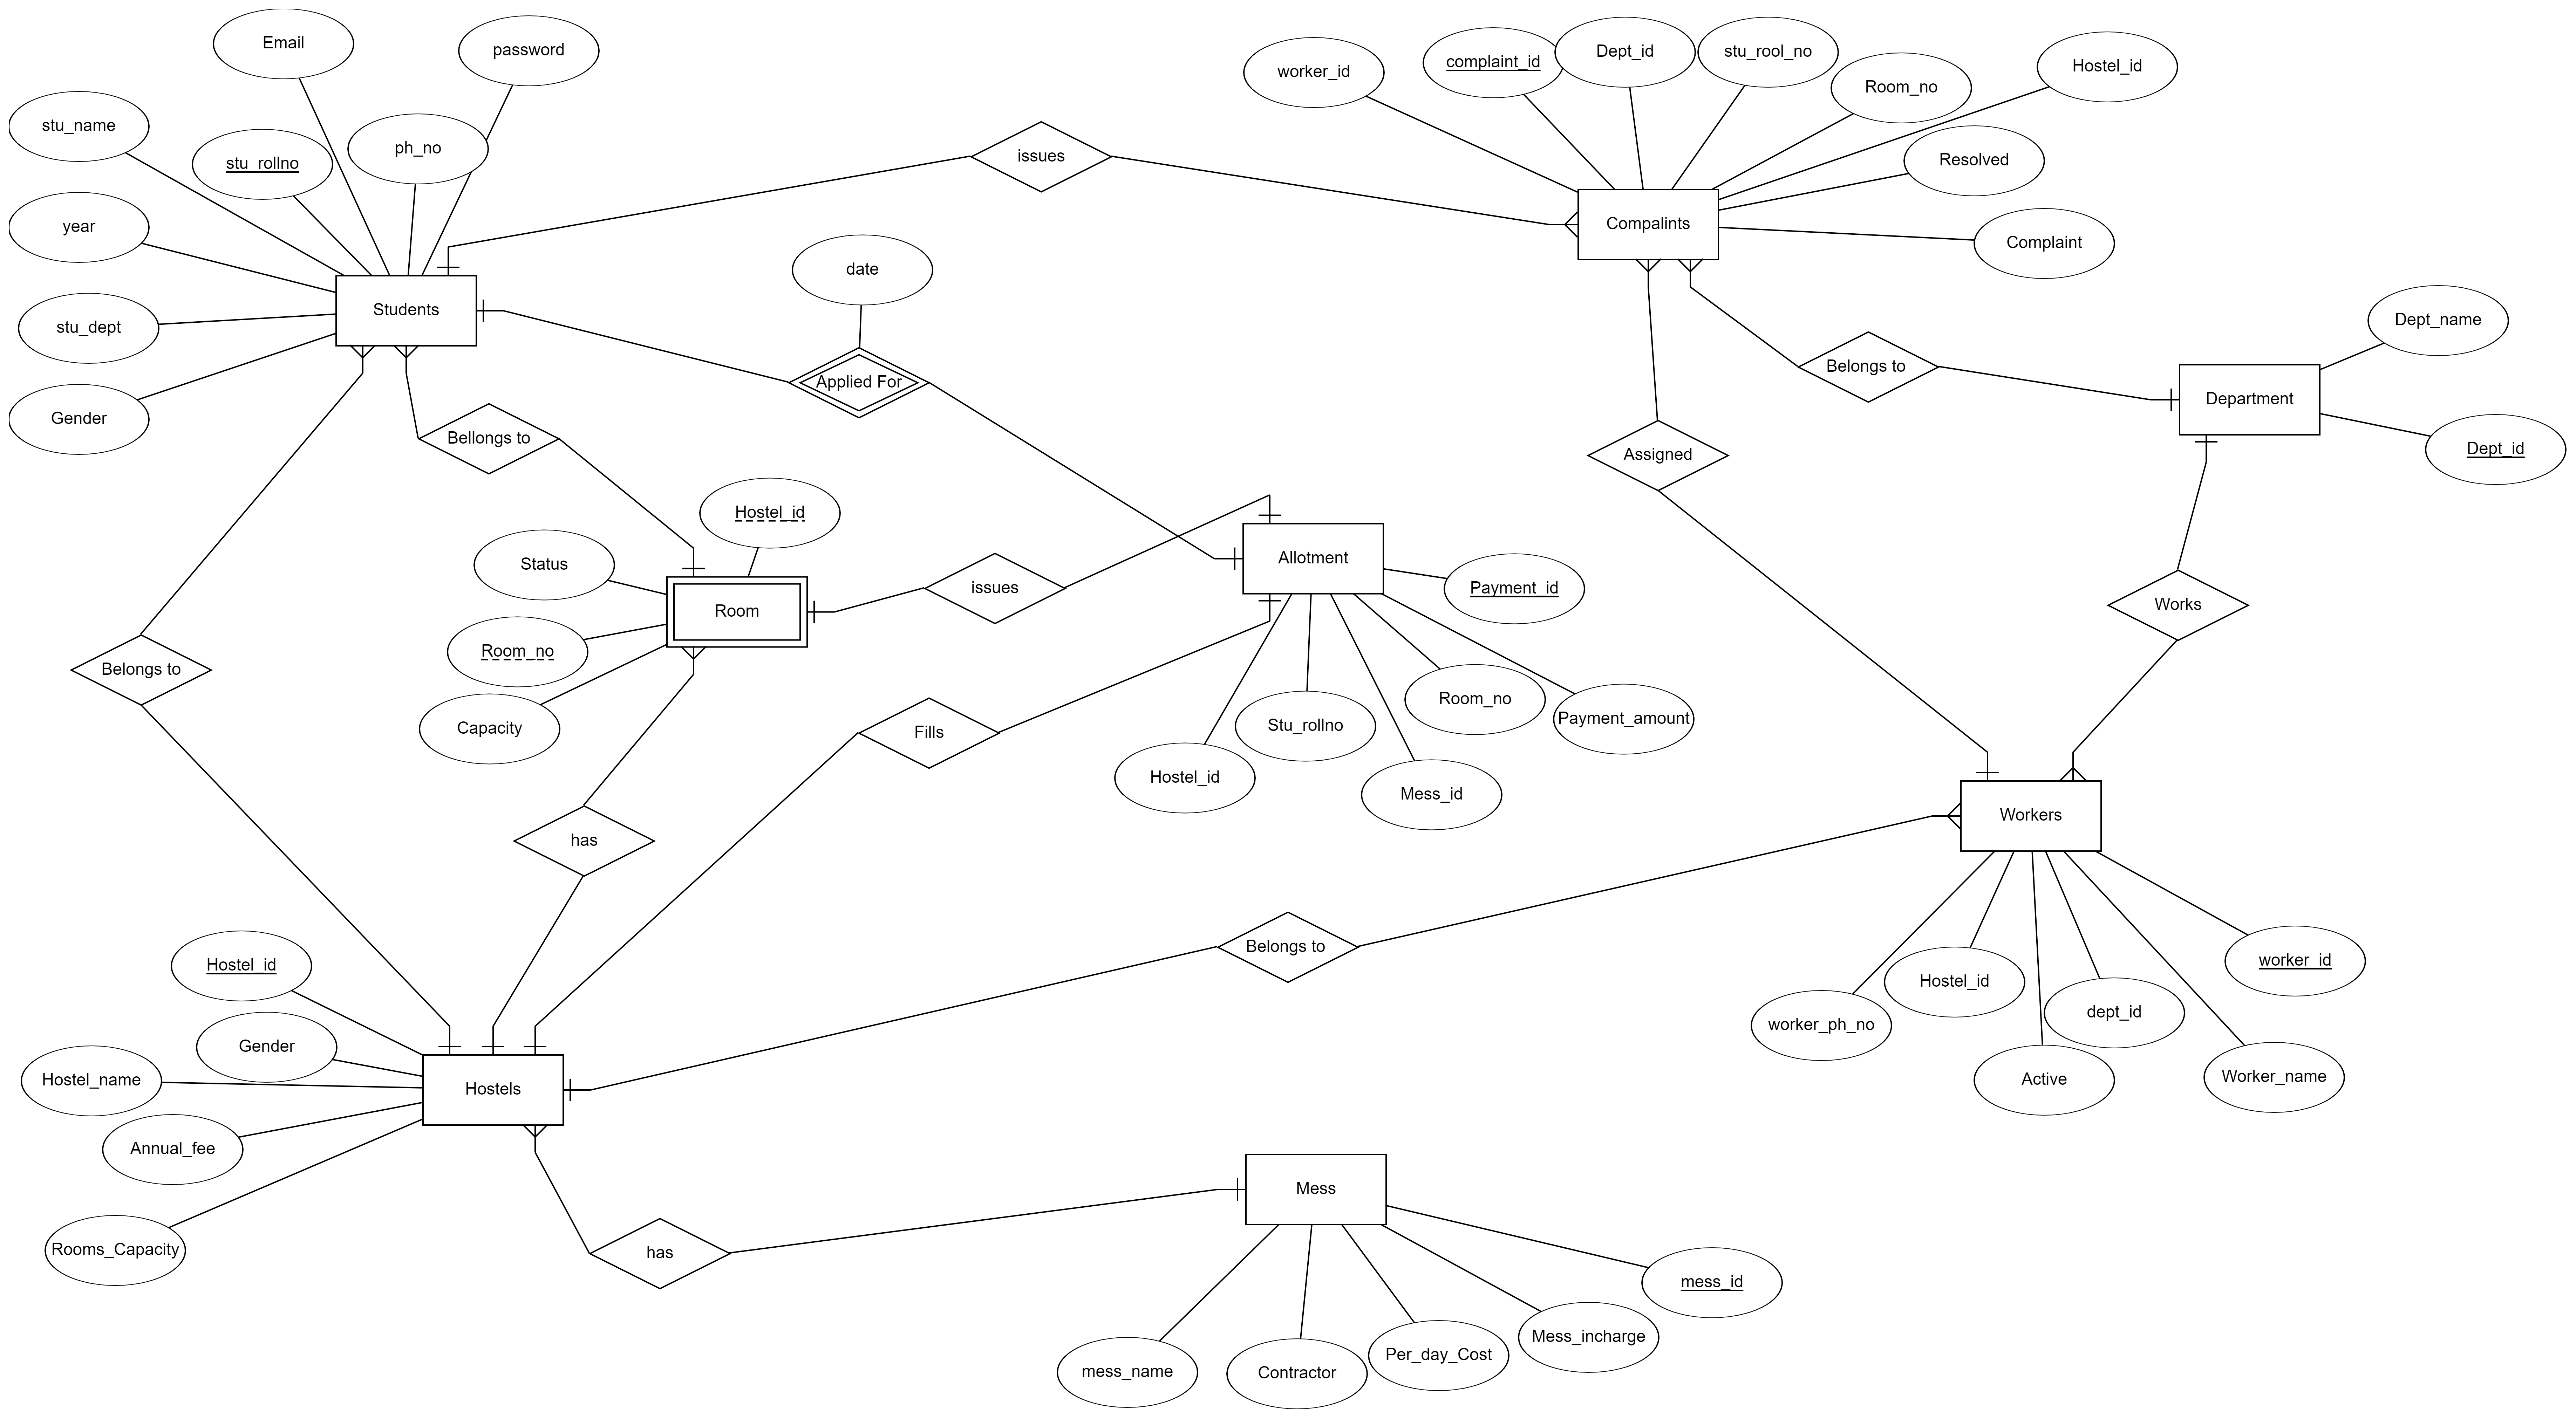 Email
password
stu_name
stu_rollno
ph_no
year
stu_dept
Gender
Students
issues
worker_id
complaint_id
Dept_id
stu_rool_no
Room_no
Hostel_id
Resolved
Complaint
Compalints
date
Applied For
Belongs to
Dept_name
Department
Dept_id
Bellongs to
Assigned
Hostel_id
Status
Room
Room_no
Capacity
issues
Allotment
Payment_id
Room_no
Payment_amount
Stu_rollno
Hostel_id
Mess_id
Works
Belongs to
Fills
has
Workers
Belongs to
worker_id
Hostel_id
worker_ph_no
dept_id
Active
Worker_name
Hostel_id
Gender
Hostel_name
Annual_fee
Rooms_Capacity
Hostels
has
Mess
mess_id
Mess_incharge
Per_day_Cost
Contractor
mess_name